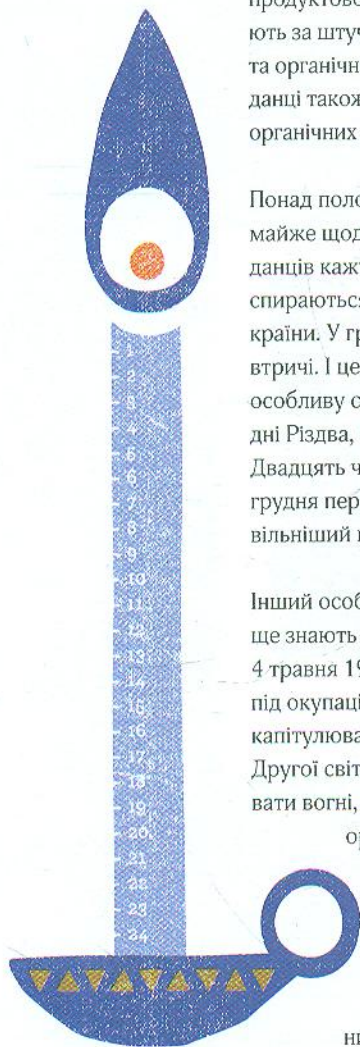 ють за штуч
та органічн
данці також
органічних
Понад поло
майже щод
данців каж
спираються
країни. У гр
втричі. І це
особливу с
дні Різдва,
Двадцять ч
грудня пер
вільніший
Інший особ
ще знають
4 травня 19
під окупаці
капітулюва
Другої світ
вати вогні,
1
2
3
4
5
6
7
8
9
10
11
12
13
14
15
16
17
18
19
20
21
22
23
24